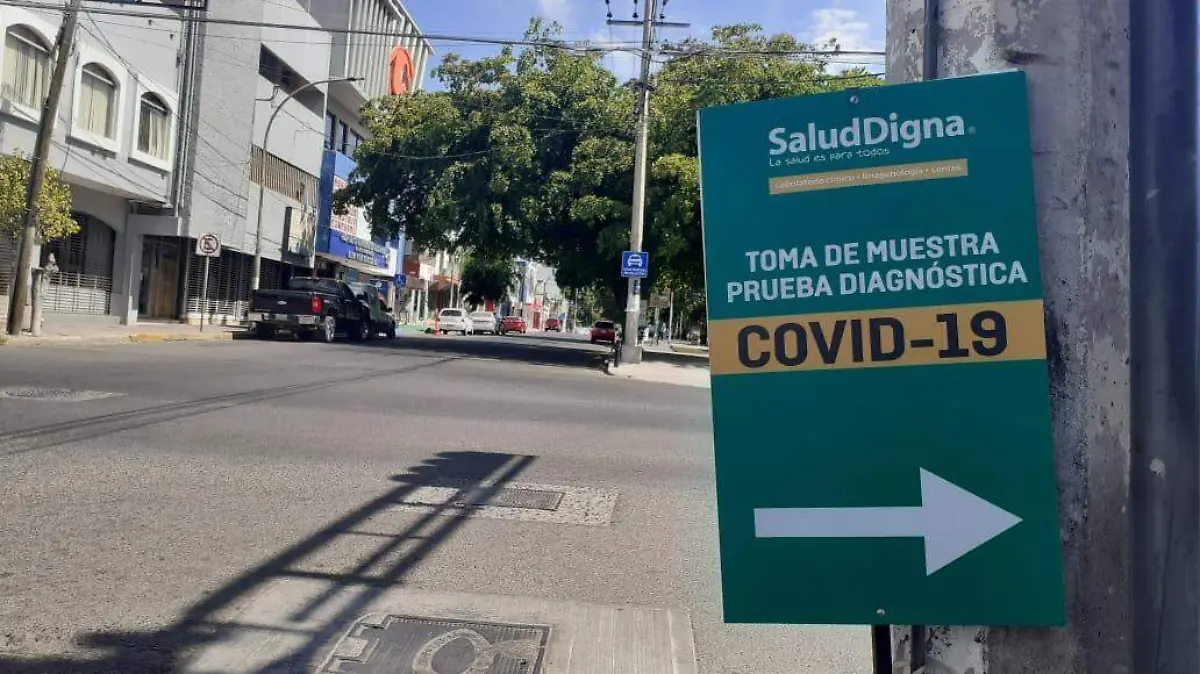 SaludDigna®
La salud es para todos
Laboratorio clínico • Imagenología • Lentes
TOMA DE MUESTRA
PRUEBA DIAGNÓSTICA
COVID-19